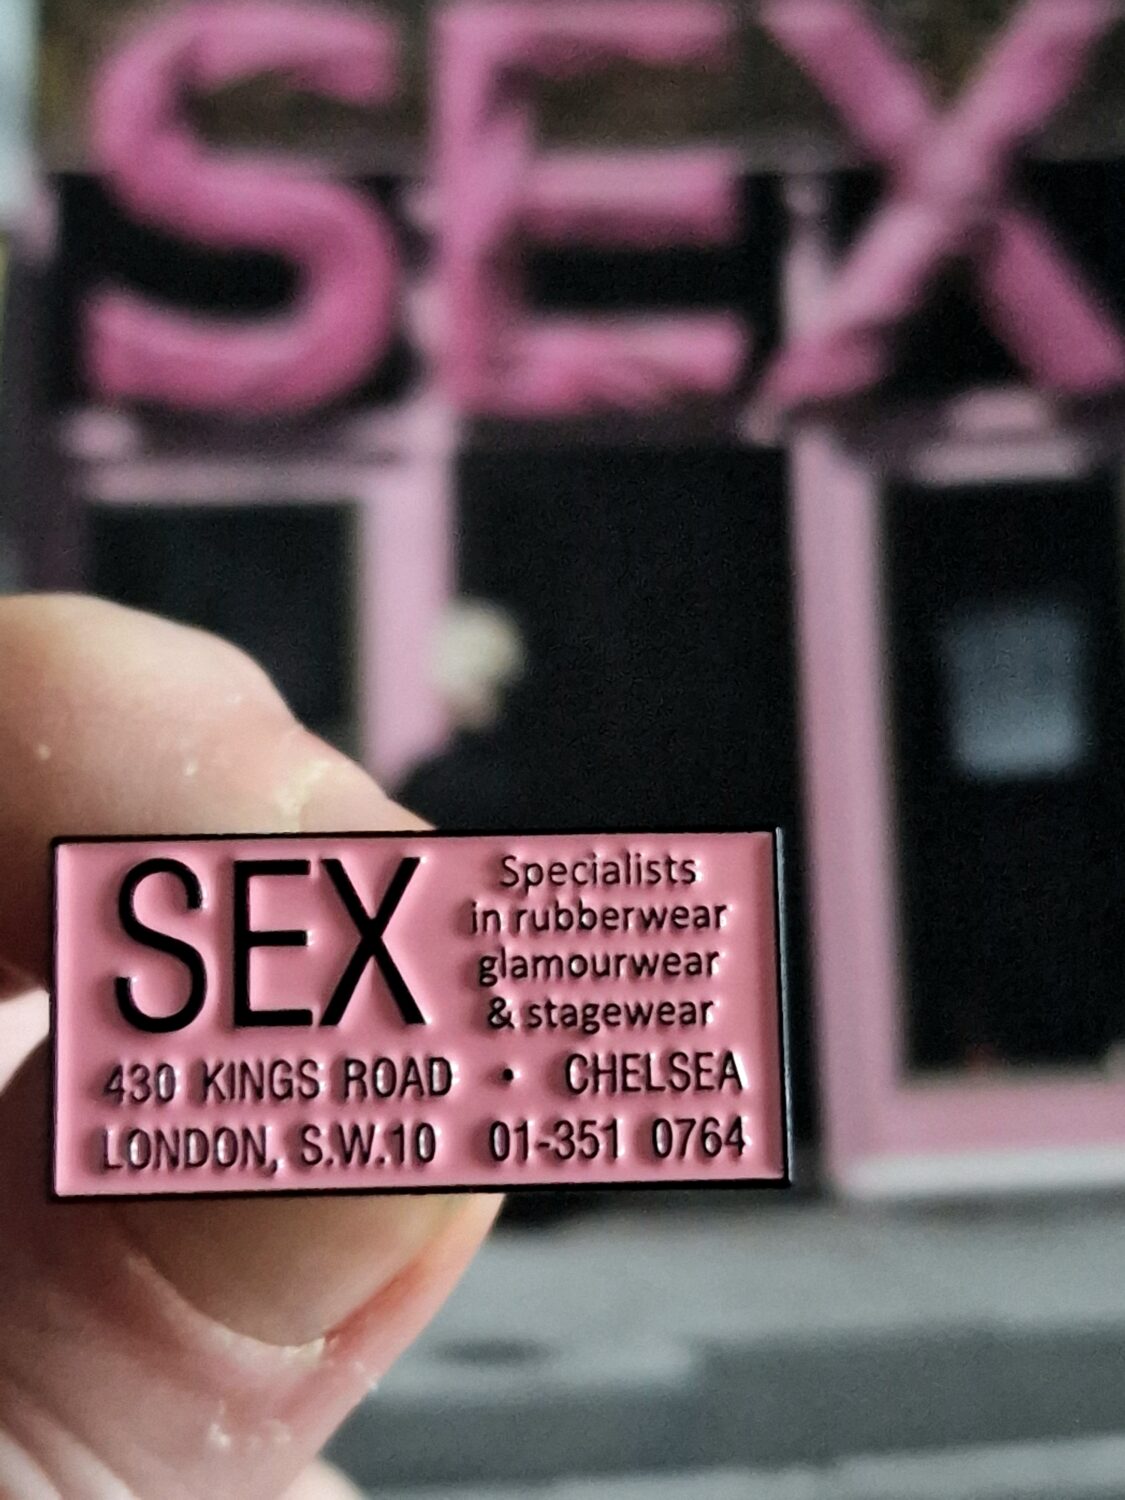 SEX
SEX
Specialists
in rubberwear
glamourwear
& stagewear
430 KINGS ROAD • CHELSEA
LONDON, S.W.10 01-351 0764